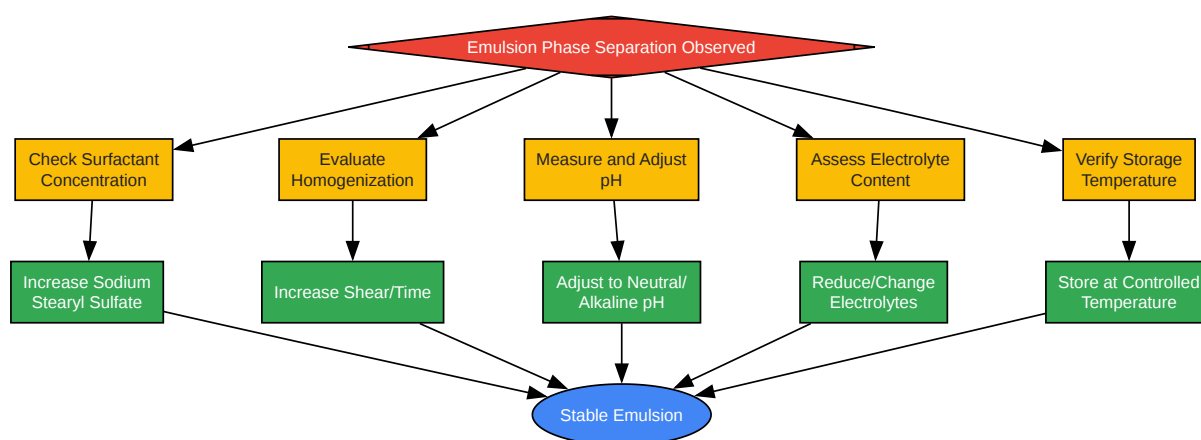 Emulsion Phase Separation Observed
Check Surfactant
Concentration
Evaluate
Homogenization
Measure and Adjust
pH
Assess Electrolyte
Content
Verify Storage
Temperature
Increase Sodium
Stearyl Sulfate
Increase Shear/Time
Adjust to Neutral/
Alkaline pH
Reduce/Change
Electrolytes
Store at Controlled
Temperature
Stable Emulsion